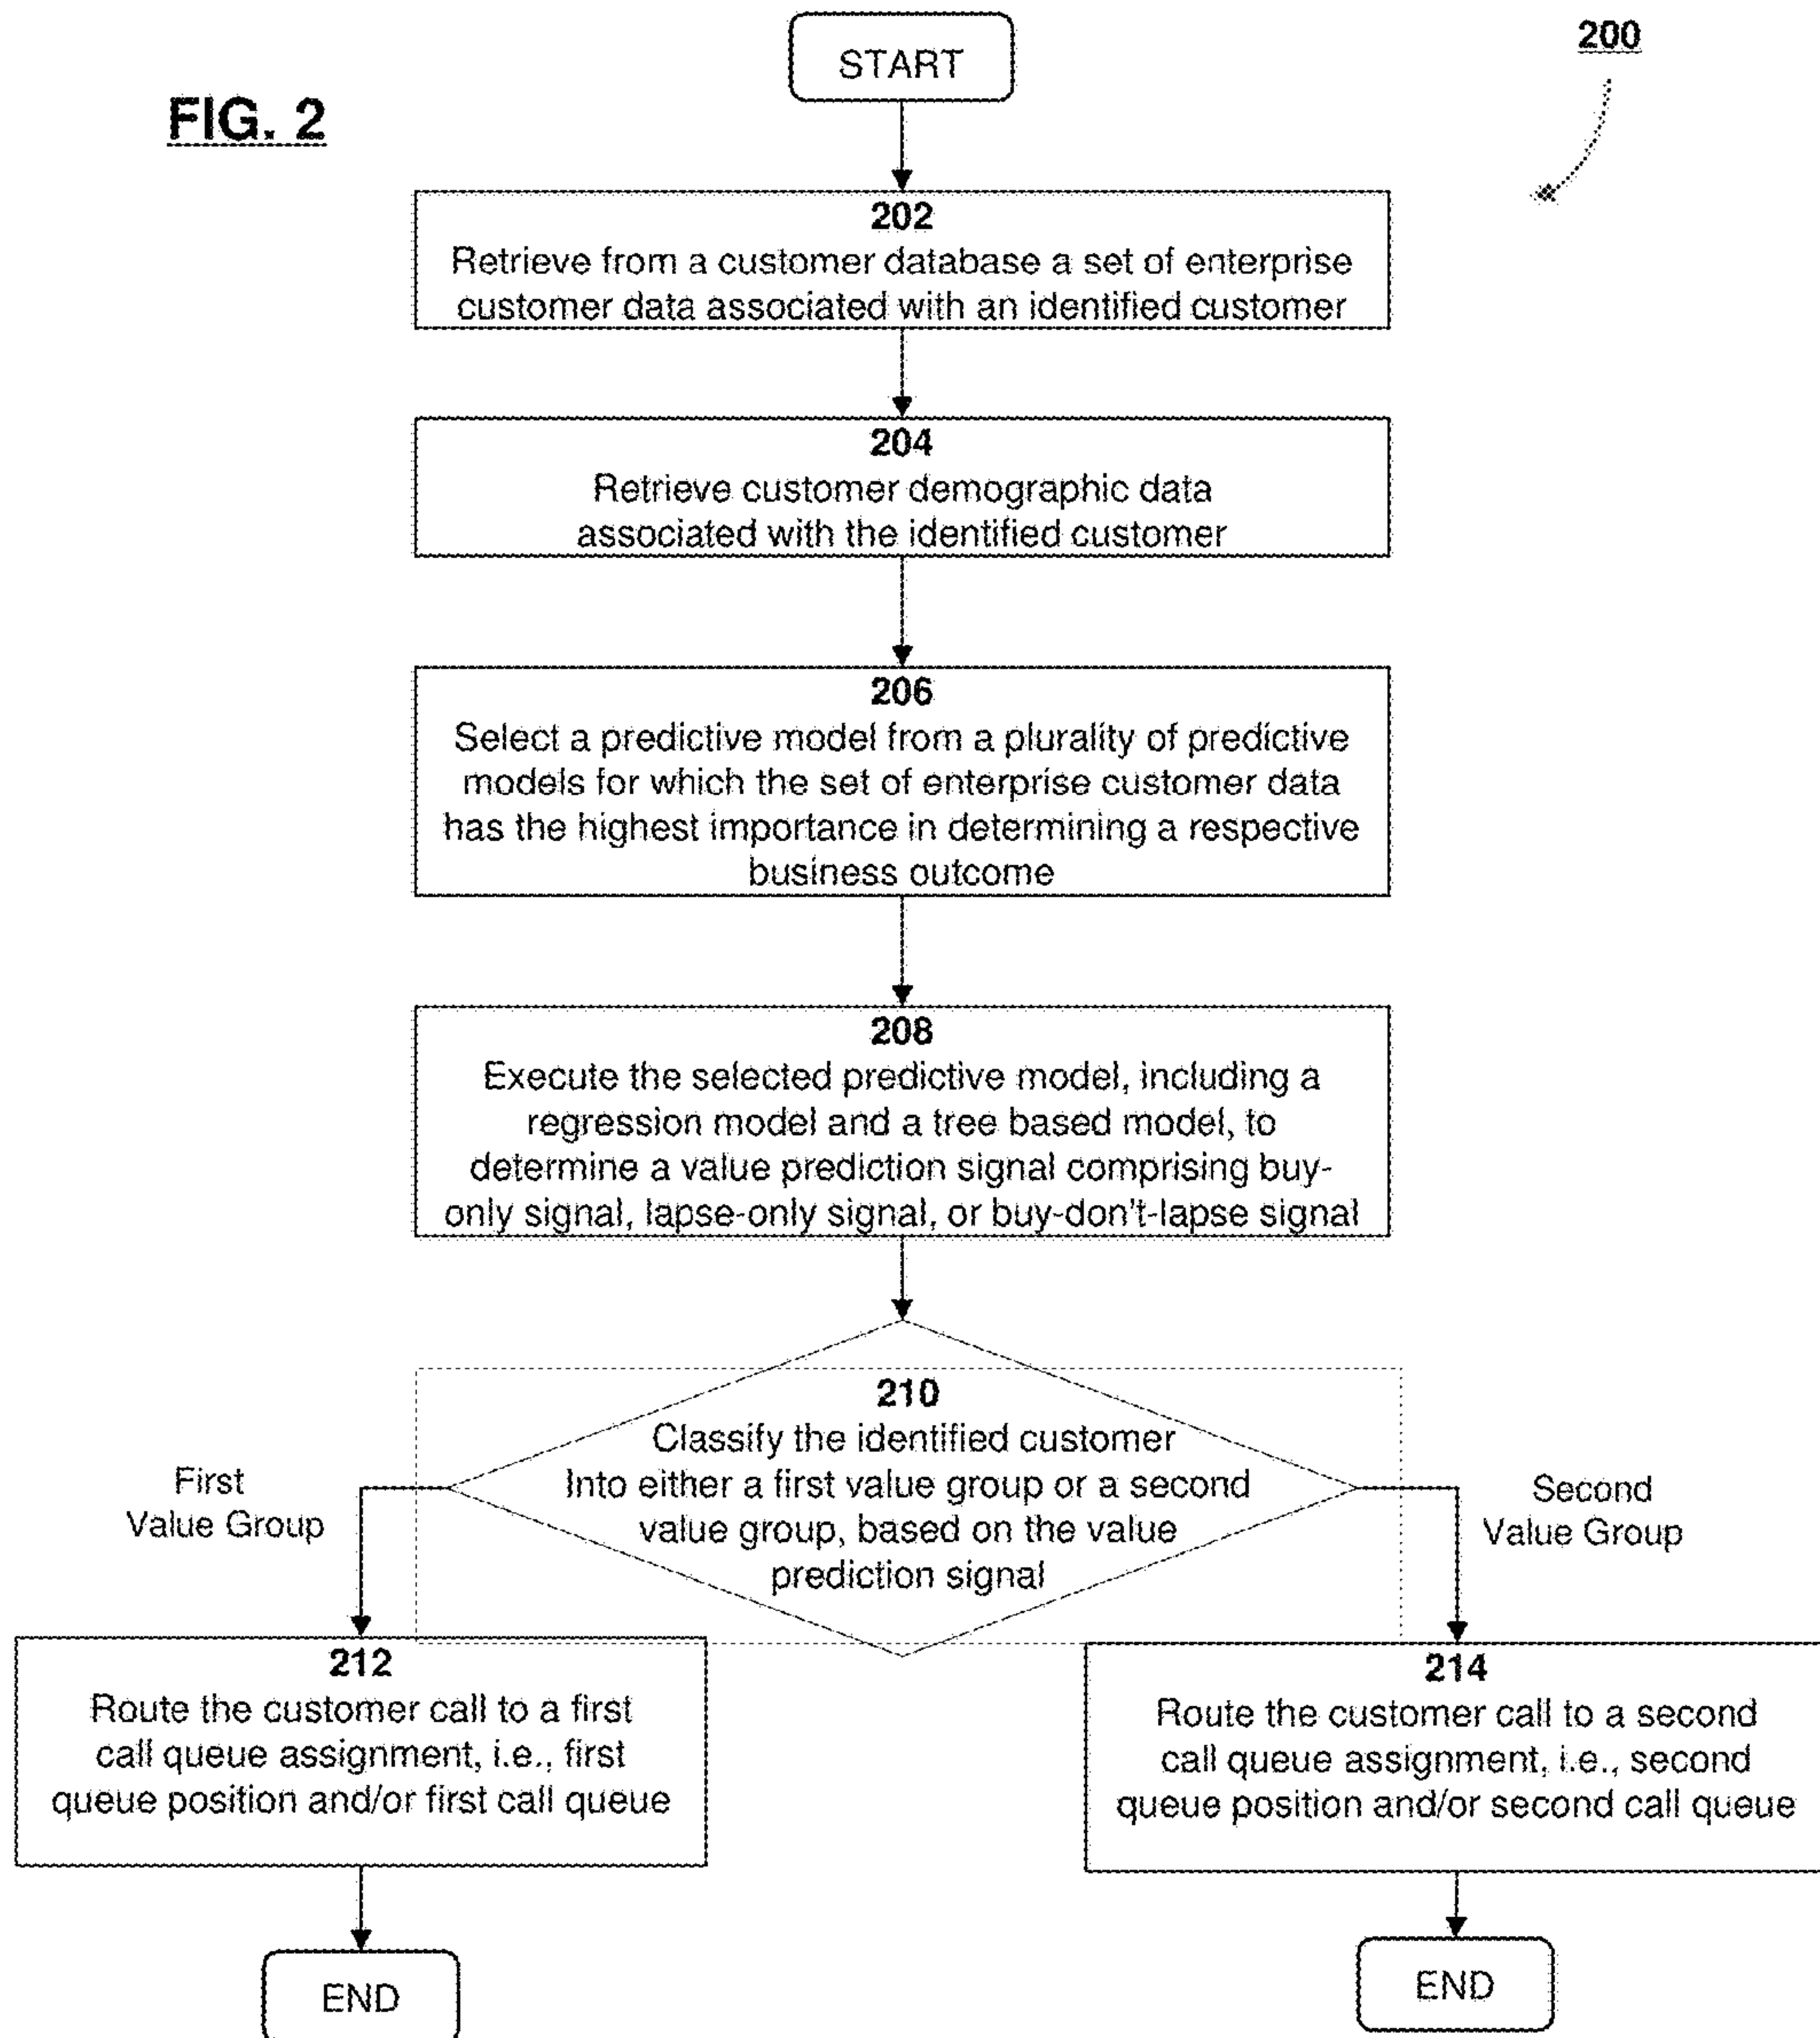 START
200
FIG. 2
202
Retrieve from a customer database a set of enterprise
customer data associated with an identified customer
204
Retrieve customer demographic data
associated with the identified customer
206
Select a predictive model from a plurality of predictive
models for which the set of enterprise customer data
has the highest importance in determining a respective
business outcome
208
Execute the selected predictive model, including a
regression model and a tree based model, to
determine a value prediction signal comprising buy-
only signal, lapse-only signal, or buy-don't-lapse signal
210
Classify the identified customer
Into either a first value group or a second
value group, based on the value
prediction signal
First
Value Group
Second
Value Group
212
Route the customer call to a first
call queue assignment, i.e., first
queue position and/or first call queue
214
Route the customer call to a second
call queue assignment, i.e., second
queue position and/or second call queue
END
END